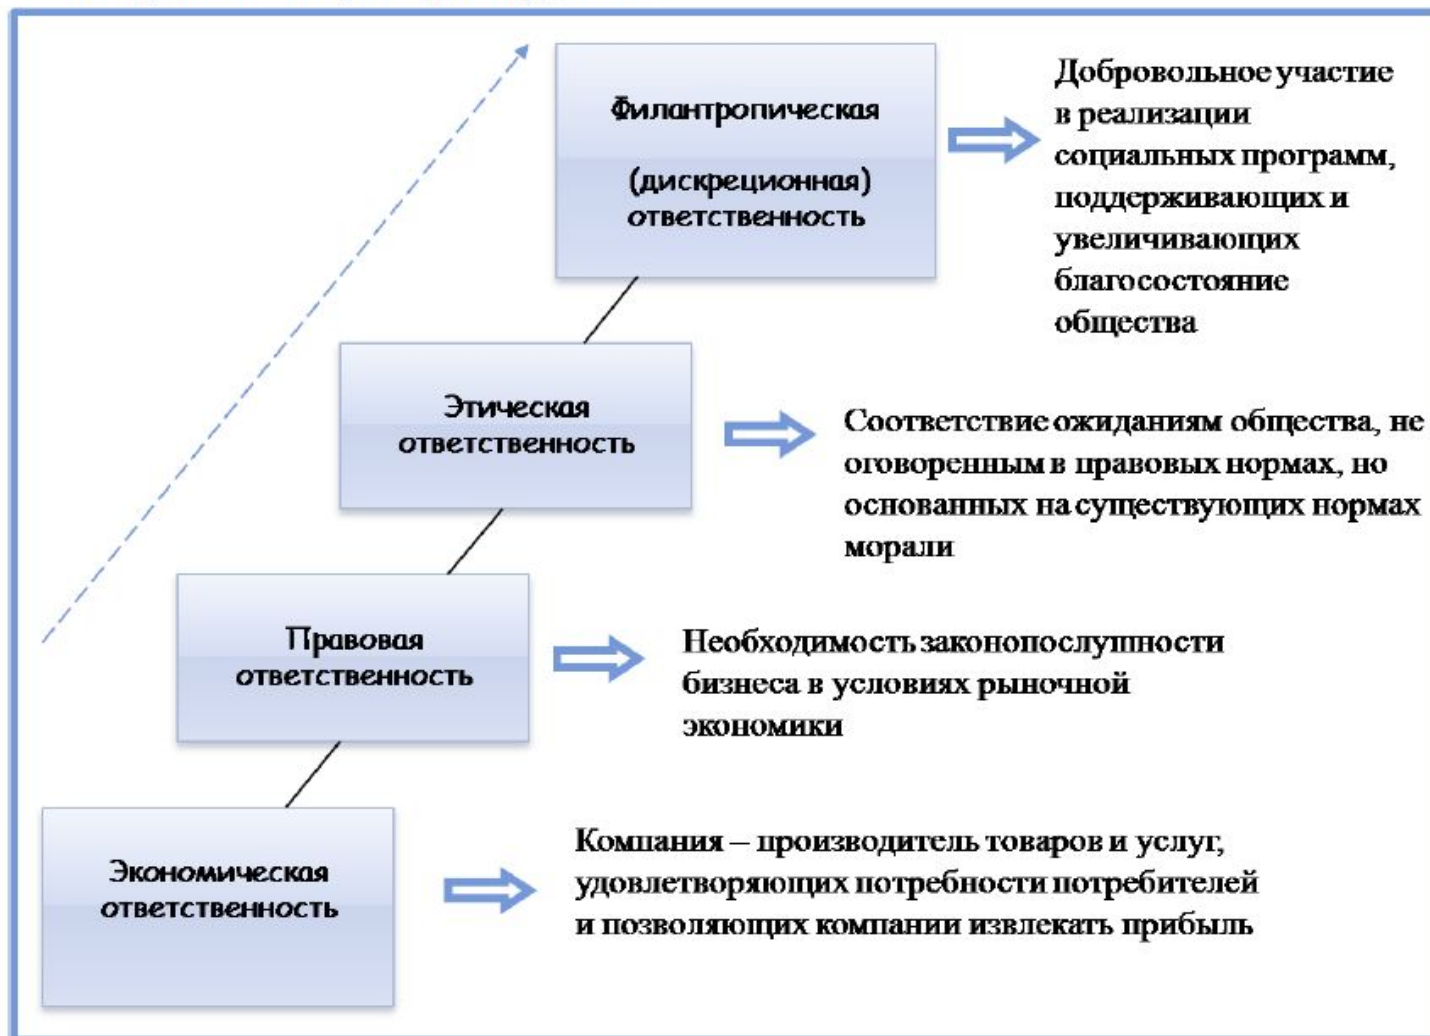 Филантропическая
(дискреционная)
ответственность
Добровольное участие
в реализации
социальных программ,
поддерживающих и
увеличивающих
благосостояние
общества
Этическая
ответственность
Соответствие ожиданиям общества, не
оговоренным в правовых нормах, но
основанных на существующих нормах
морали
Правовая
ответственность
Необходимость законопослушности
бизнеса в условиях рыночной
экономики
Экономическая
ответственность
Компания – производитель товаров и услуг,
удовлетворяющих потребности потребителей
и позволяющих компании извлекать прибыль